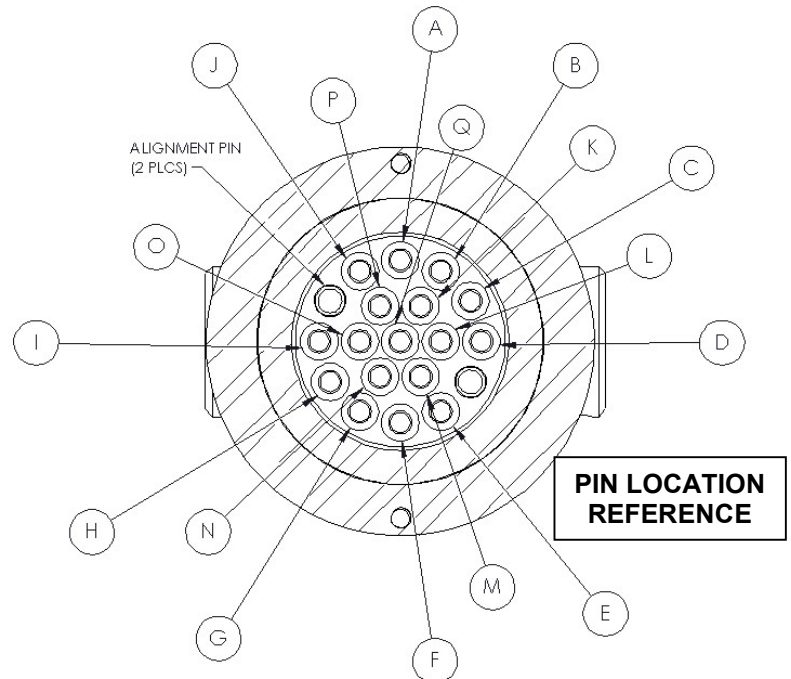 A
J
B
P
Q
K
ALIGNMENT PIN
(2 PLCS)
C
O
L
I
D
PIN LOCATION
REFERENCE
H
N
M
E
G
F